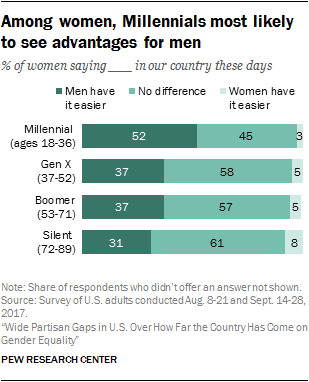 Among women, Millennials most likely
to see advantages for men
% of women saying ___ in our country these days
Men have it easier
No difference
Women have it easier
Millennial (ages 18-36) 52 45 3
Gen X (37-52) 37 58 5
Boomer (53-71) 37 57 5
Silent (72-89) 31 61 8
Note: Share of respondents who didn't offer an answer not shown.
Source: Survey of U.S. adults conducted Aug. 8-21 and Sept. 14-28,
2017.
"Wide Partisan Gaps in U.S. Over How Far the Country Has Come on
Gender Equality"
PEW RESEARCH CENTER